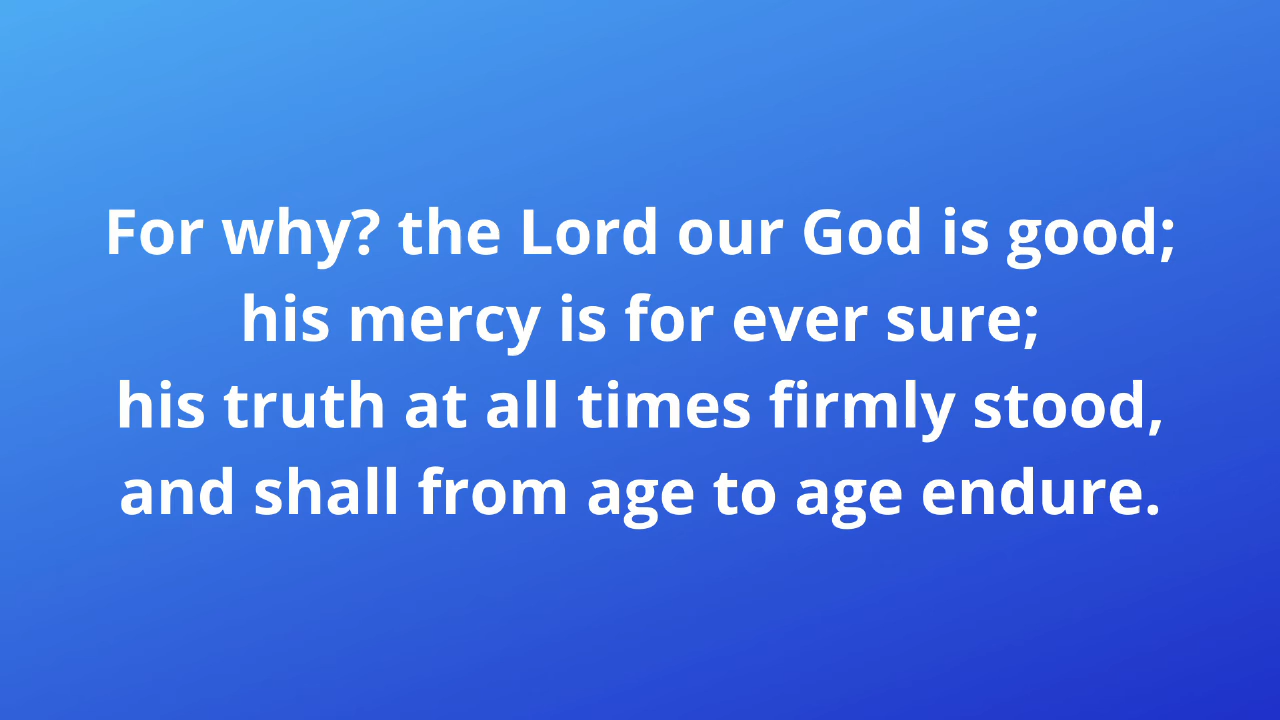 For why? the Lord our God is good;
his mercy is for ever sure;
his truth at all times firmly stood,
and shall from age to age endure.